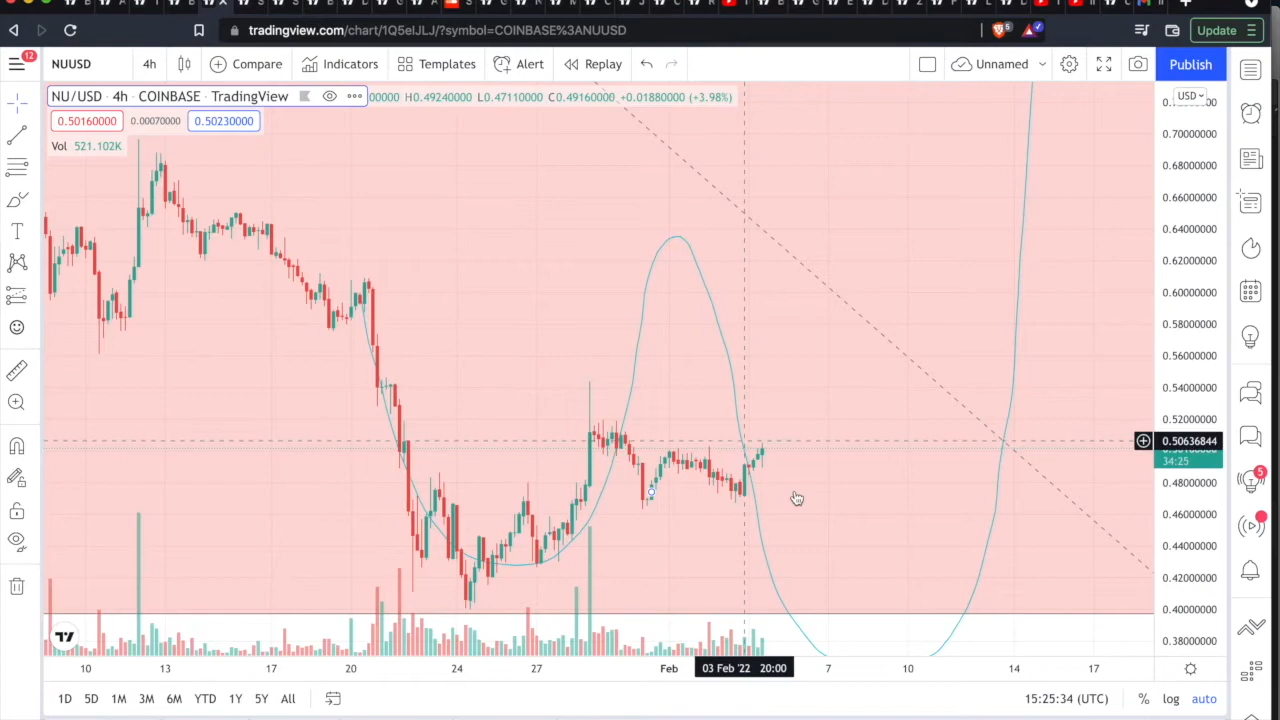 tradingview.com/chart/1Q5elJLJ/?symbol=COINBASE%3ANUUSD
5
Update
12
NUUSD
4h
Compare
Indicators
Templates
Alert
Replay
Unnamed
Publish
NU/USD · 4h · COINBASE · TradingView
00000 H0.49240000 L0.47110000 C0.49160000 +0.01880000 (+3.98%)
USD
0.50160000 0.00070000 0.50230000
Vol 521.102K
0.70000000
0.68000000
0.66000000
0.64000000
0.62000000
0.60000000
0.58000000
0.56000000
0.54000000
0.52000000
0.50636844
34:25
0.48000000
5
0.46000000
0.44000000
0.42000000
0.40000000
0.38000000
10 13 17 20 24 27 Feb 03 Feb '22 20:00 7 10 14 17
1D 5D 1M 3M 6M YTD 1Y 5Y All
15:25:34 (UTC) % log auto